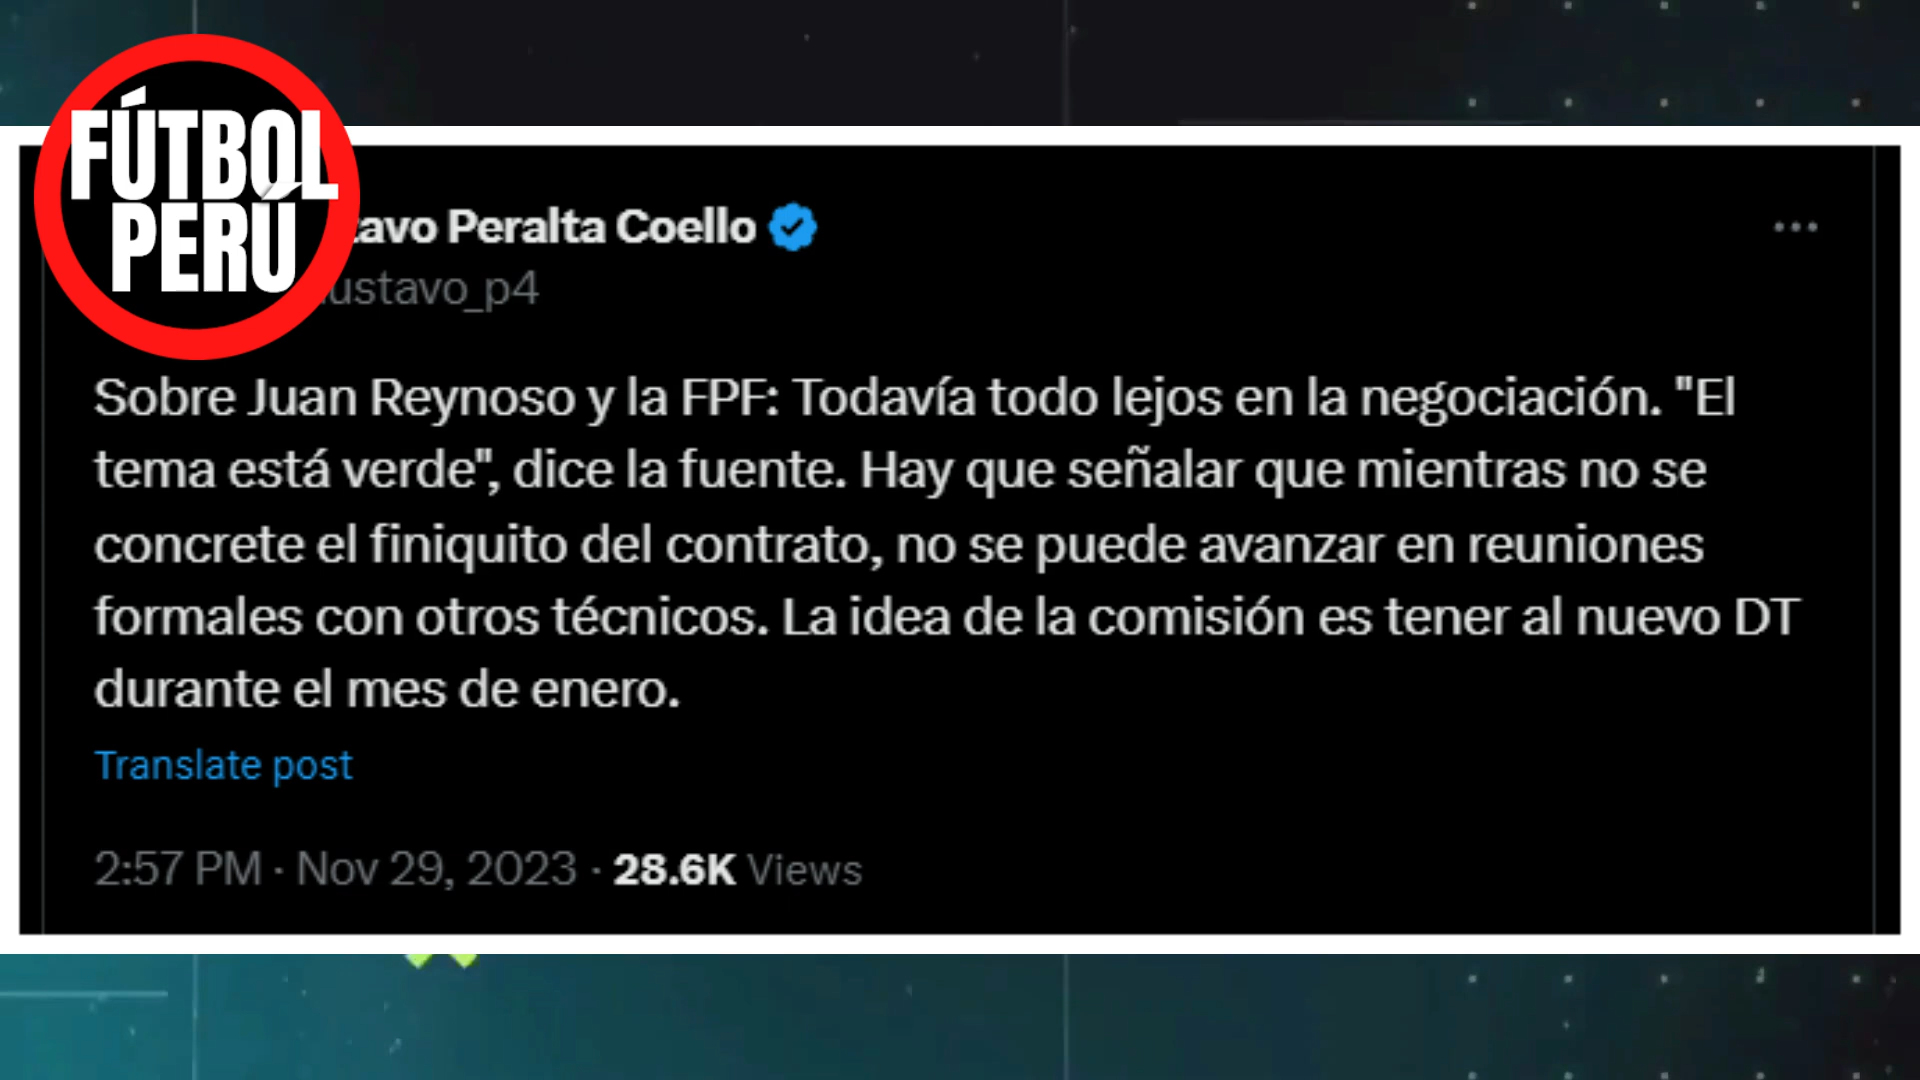 FÚTBOL
PERÚ
tavo Peralta Coello
ustavo_p4
Sobre Juan Reynoso y la FPF: Todavía todo lejos en la negociación. "El
tema está verde", dice la fuente. Hay que señalar que mientras no se
concrete el finiquito del contrato, no se puede avanzar en reuniones
formales con otros técnicos. La idea de la comisión es tener al nuevo DT
durante el mes de enero.
Translate post
2:57 PM · Nov 29, 2023 · 28.6K Views